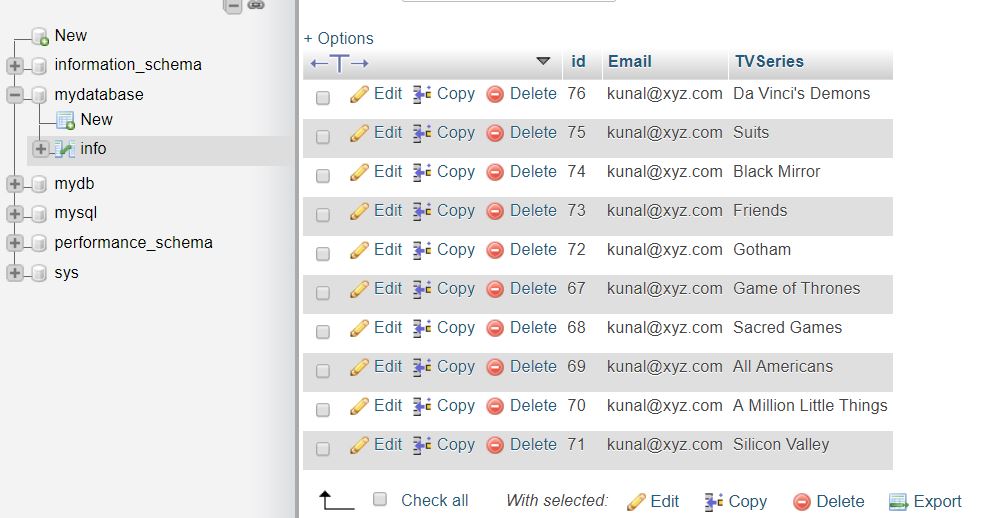 New
information_schema
mydatabase
New
info
mydb
mysql
performance_schema
sys
+ Options
id Email TVSeries
Edit Copy Delete 76 kunal@xyz.com Da Vinci's Demons
Edit Copy Delete 75 kunal@xyz.com Suits
Edit Copy Delete 74 kunal@xyz.com Black Mirror
Edit Copy Delete 73 kunal@xyz.com Friends
Edit Copy Delete 72 kunal@xyz.com Gotham
Edit Copy Delete 67 kunal@xyz.com Game of Thrones
Edit Copy Delete 68 kunal@xyz.com Sacred Games
Edit Copy Delete 69 kunal@xyz.com All Americans
Edit Copy Delete 70 kunal@xyz.com A Million Little Things
Edit Copy Delete 71 kunal@xyz.com Silicon Valley
Check all With selected: Edit Copy Delete Export